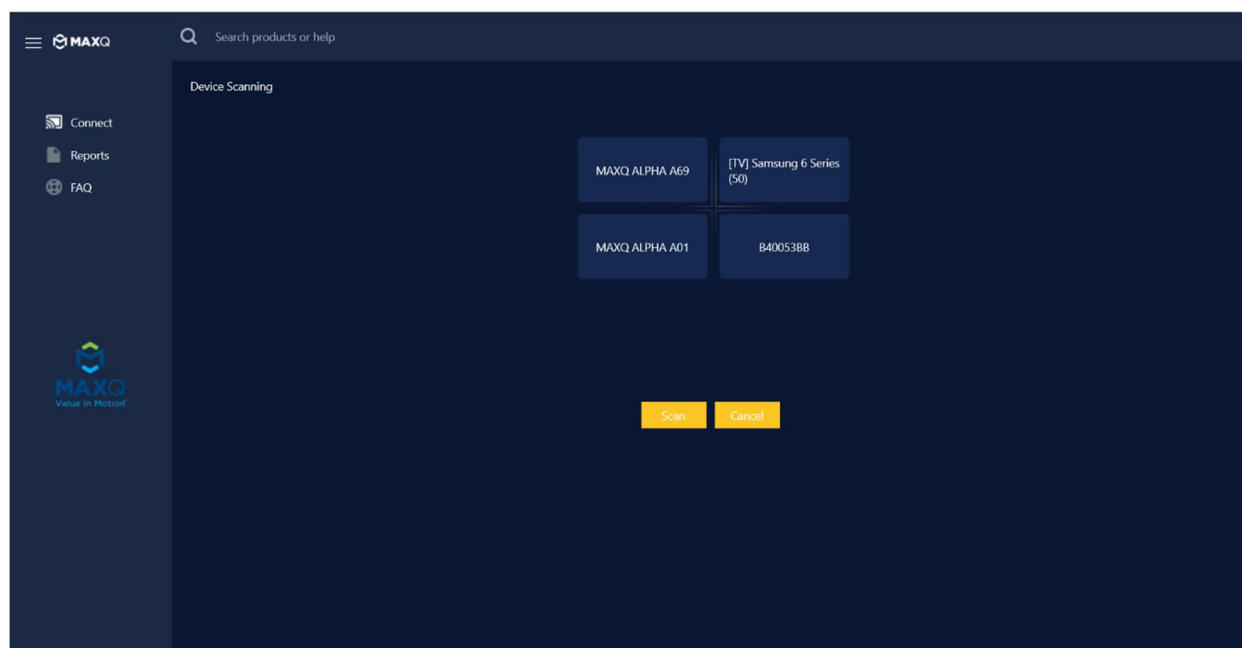 MAXQ
Search products or help
Device Scanning
Connect
Reports
FAQ
MAXQ ALPHA A69
[TV] Samsung 6 Series
(50)
MAXQ ALPHA A01
B40053BB
MAXQ
Value In Motion
Scan
Cancel